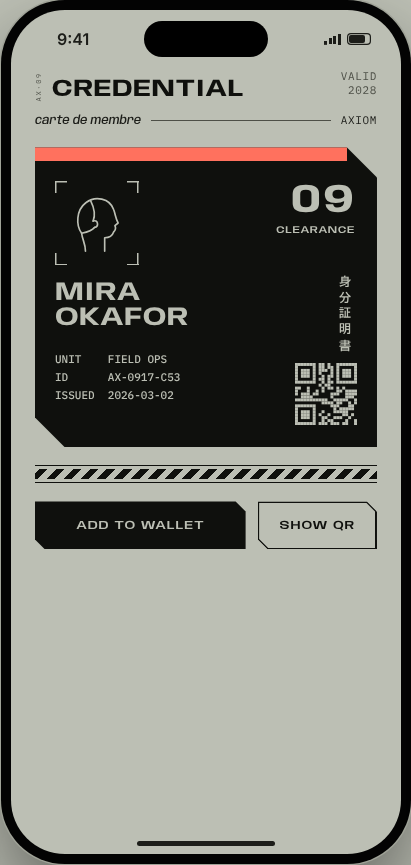 9:41
AX·09
CREDENTIAL
VALID
2028
carte de membre
AXIOM
09
CLEARANCE
MIRA
OKAFOR
身分証明書
UNIT FIELD OPS
ID AX-0917-C53
ISSUED 2026-03-02
ADD TO WALLET
SHOW QR